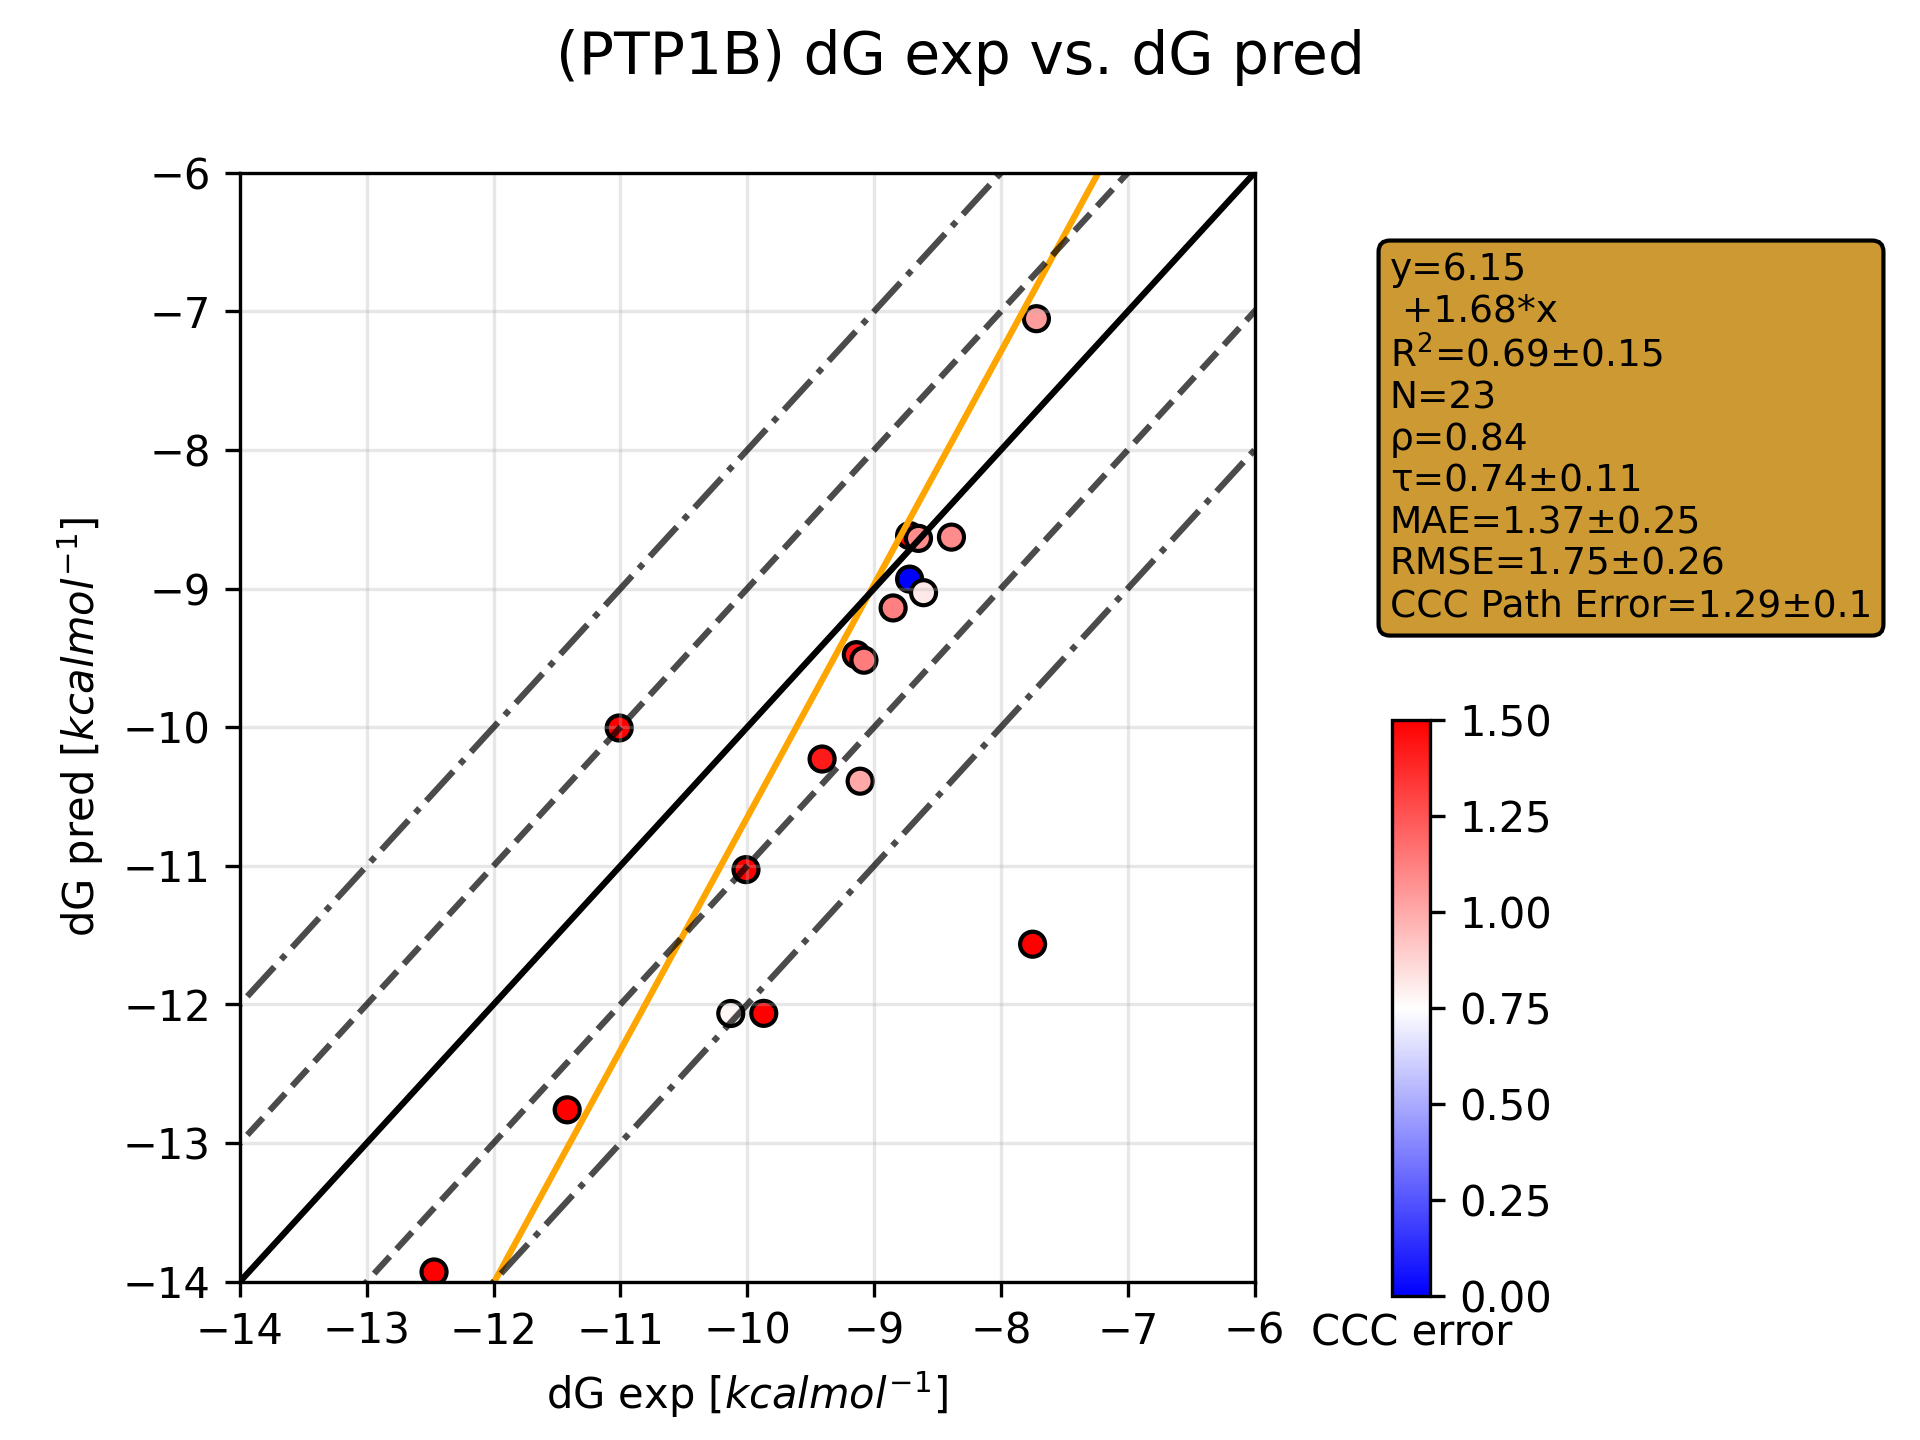 (PTP1B) dG exp vs. dG pred
−6
−7
−8
−9
−10
−11
−12
−13
−14
dG pred [kcalmol⁻¹]
−14 −13 −12 −11 −10 −9 −8 −7 −6
dG exp [kcalmol⁻¹]
y=6.15
+1.68*x
R²=0.69±0.15
N=23
ρ=0.84
τ=0.74±0.11
MAE=1.37±0.25
RMSE=1.75±0.26
CCC Path Error=1.29±0.1
1.50
1.25
1.00
0.75
0.50
0.25
0.00
CCC error